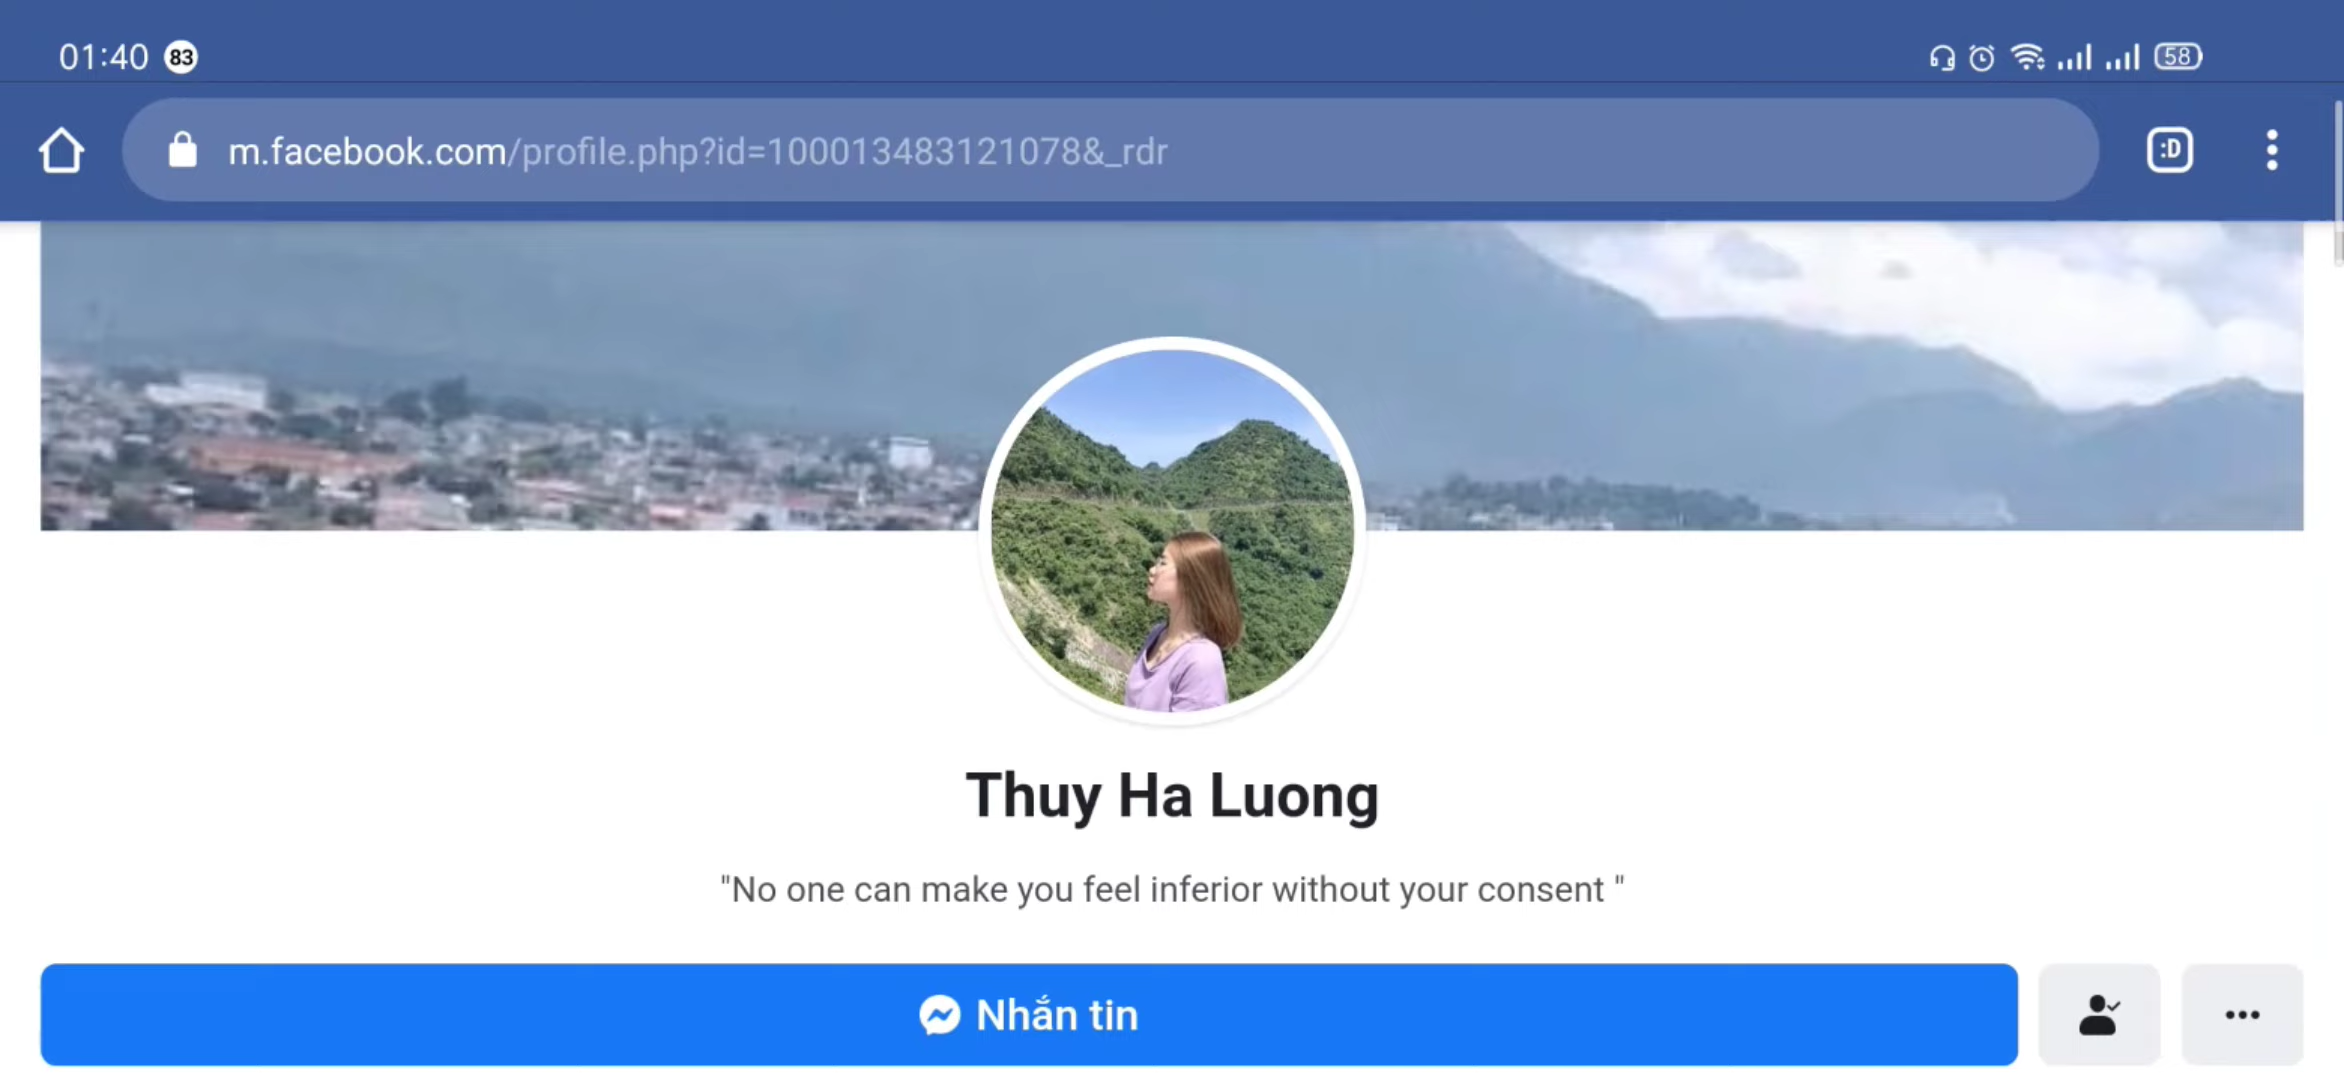 01:40 83
58
m.facebook.com/profile.php?id=100013483121078&_rdr
:D
Thuy Ha Luong
"No one can make you feel inferior without your consent "
Nhắn tin